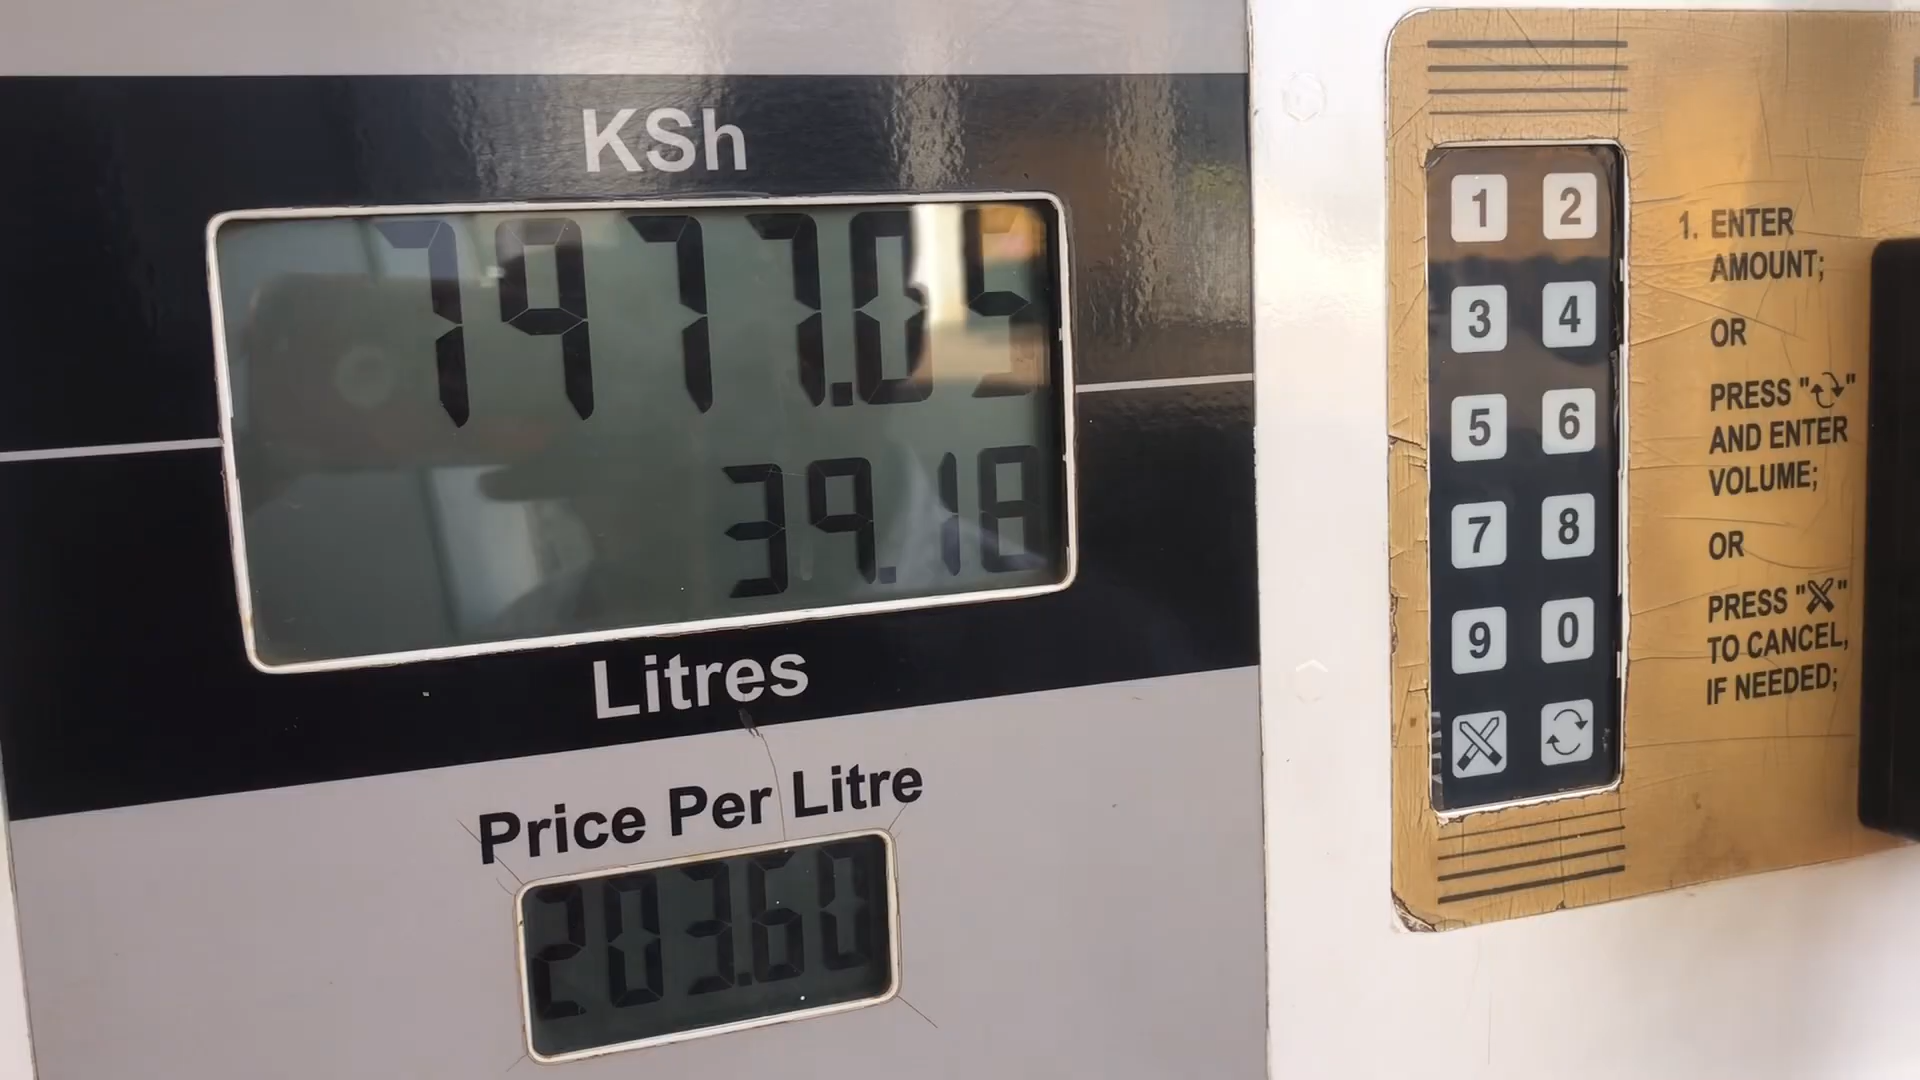 KSh
7977.05
39.18
Litres
Price Per Litre
203.60
1 2
3 4
5 6
7 8
9 0
1. ENTER
AMOUNT;
OR
PRESS "
"
AND ENTER
VOLUME;
OR
PRESS "
"
TO CANCEL,
IF NEEDED;